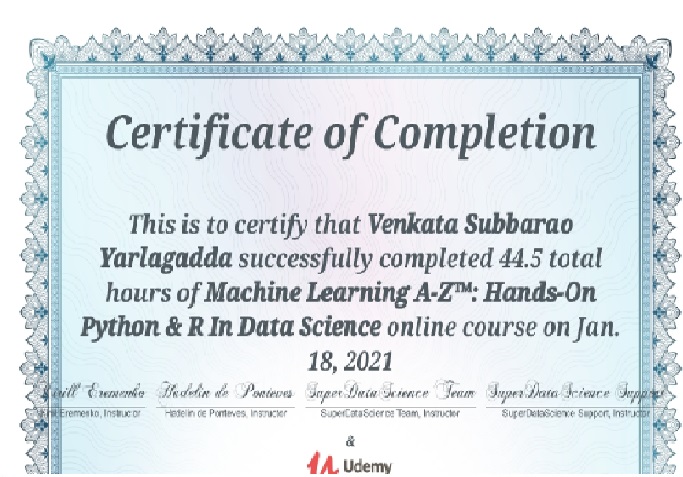 Certificate of Completion
This is to certify that Venkata Subbarao
Yarlagadda successfully completed 44.5 total
hours of Machine Learning A-Z™: Hands-On
Python & R In Data Science online course on Jan.
18, 2021
Kirill Eremenko Hadelin de Ponteves SuperDataScience Team SuperDataScience Support
Kirill Eremenko, Instructor Hadelin de Ponteves, Instructor SuperDataScience Team, Instructor SuperDataScience Support, Instructor
&
Udemy